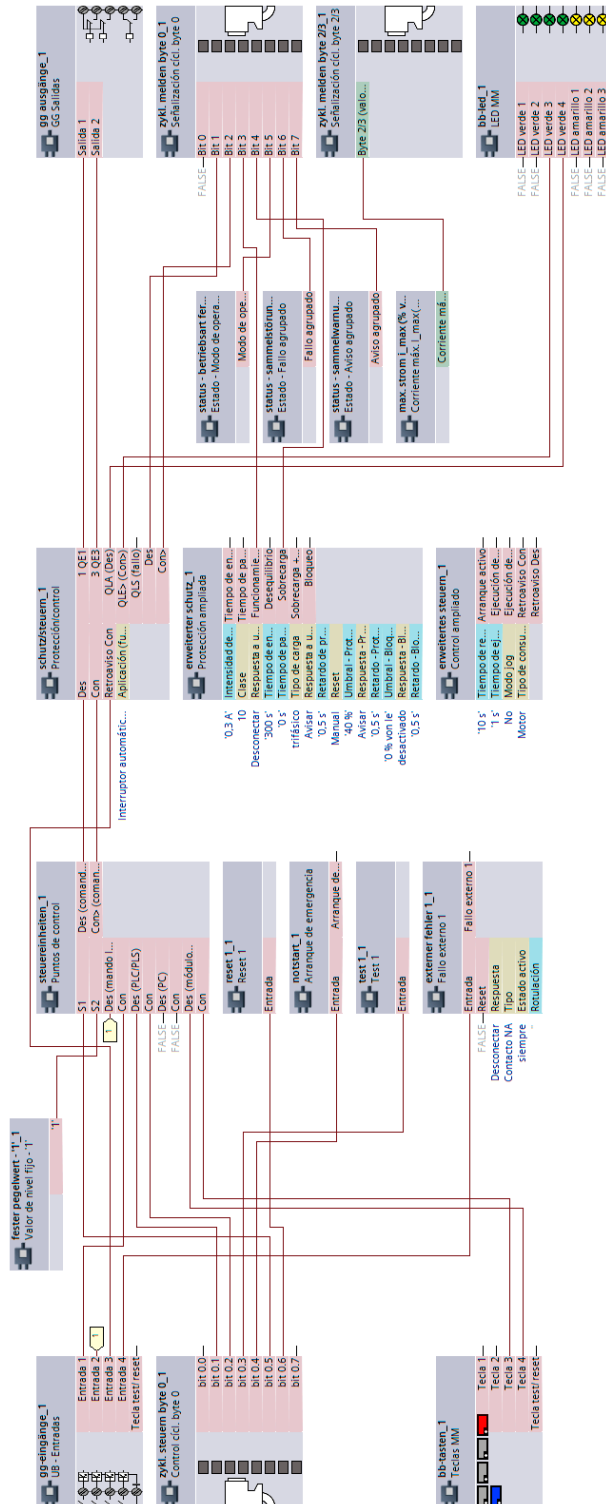 gg-eingänge_1
UB - Entradas
Entrada 1
Entrada 2
Entrada 3
Entrada 4
Tecla test/ reset
1
zykl. steuern byte 0_1
Control cícl. byte 0
bit 0.0
bit 0.1
bit 0.2
bit 0.3
bit 0.4
bit 0.5
bit 0.6
bit 0.7
bb-tasten_1
Teclas MM
Tecla 1
Tecla 2
Tecla 3
Tecla 4
Tecla test/ reset
fester pegelwert - '1'_1
Valor de nivel fijo - '1'
'1'
steuereinheiten_1
Puntos de control
S1
S2
Des (mando l...
Con
Des (PLC/PLS)
Con
FALSE
Des (PC)
FALSE
Con
Des (módulo...
Con
Des (comand...
Con> (coman...
1
reset 1_1
Reset 1
Entrada
notstart_1
Arranque de emergencia
Entrada
Arranque de...
test 1_1
Test 1
Entrada
externer fehler 1_1
Fallo externo 1
Entrada
Fallo externo 1
FALSE
Reset
Desconectar
Respuesta
Contacto NA
Tipo
siempre
Estado activo
Rotulación
schutz/steuern_1
Protección/control
Des
1 QE1
Con
3 QE3
Retroaviso Con
QLA (Des)
Interruptor automátic...
Aplicación (fu...
QLE> (Con>)
QLS (fallo)
Des
Con>
erweiterter schutz_1
Protección ampliada
'0,3 A'
Intensidad de...
Tiempo de en...
10
Clase
Tiempo de pa...
Desconectar
Respuesta a u...
Funcionamie...
'300 s'
Tiempo de en...
Desequilibrio
'0 s'
Tiempo de pa...
Sobrecarga
trifásico
Tipo de carga
Sobrecarga +...
Avisar
Respuesta a u...
Bloqueo
'0,5 s'
Retardo de pr...
Manual
Reset
'40 %'
Umbral - Prot...
Avisar
Respuesta - Pr...
'0,5 s'
Retardo - Prot...
'0 % von Ie'
Umbral - Bloq...
desactivado
Respuesta - Bl...
'0,5 s'
Retardo - Blo...
erweitertes steuern_1
Control ampliado
'10 s'
Tiempo de re...
Arranque activo
'1 s'
Tiempo de ej...
Ejecución de...
No
Modo Jog
Ejecución de...
Motor
Tipo de consu...
Retroaviso Con
Retroaviso Des
status - betriebsart fer...
Estado - Modo de opera...
Modo de ope...
status - sammelstörun...
Estado - Fallo agrupado
Fallo agrupado
status - sammelwarnu...
Estado - Aviso agrupado
Aviso agrupado
max. strom i_max (% v...
Corriente máx. I_max (...
Corriente má...
gg ausgänge_1
GG Salidas
Salida 1
Salida 2
zykl. melden byte 0_1
Señalización cícl. byte 0
FALSE
Bit 0
Bit 1
Bit 2
Bit 3
Bit 4
Bit 5
Bit 6
Bit 7
zykl. melden byte 2/3_1
Señalización cícl. byte 2/3
Byte 2/3 (valo...
bb-led_1
LED MM
FALSE
LED verde 1
FALSE
LED verde 2
LED verde 3
LED verde 4
FALSE
LED amarillo 1
FALSE
LED amarillo 2
FALSE
LED amarillo 3